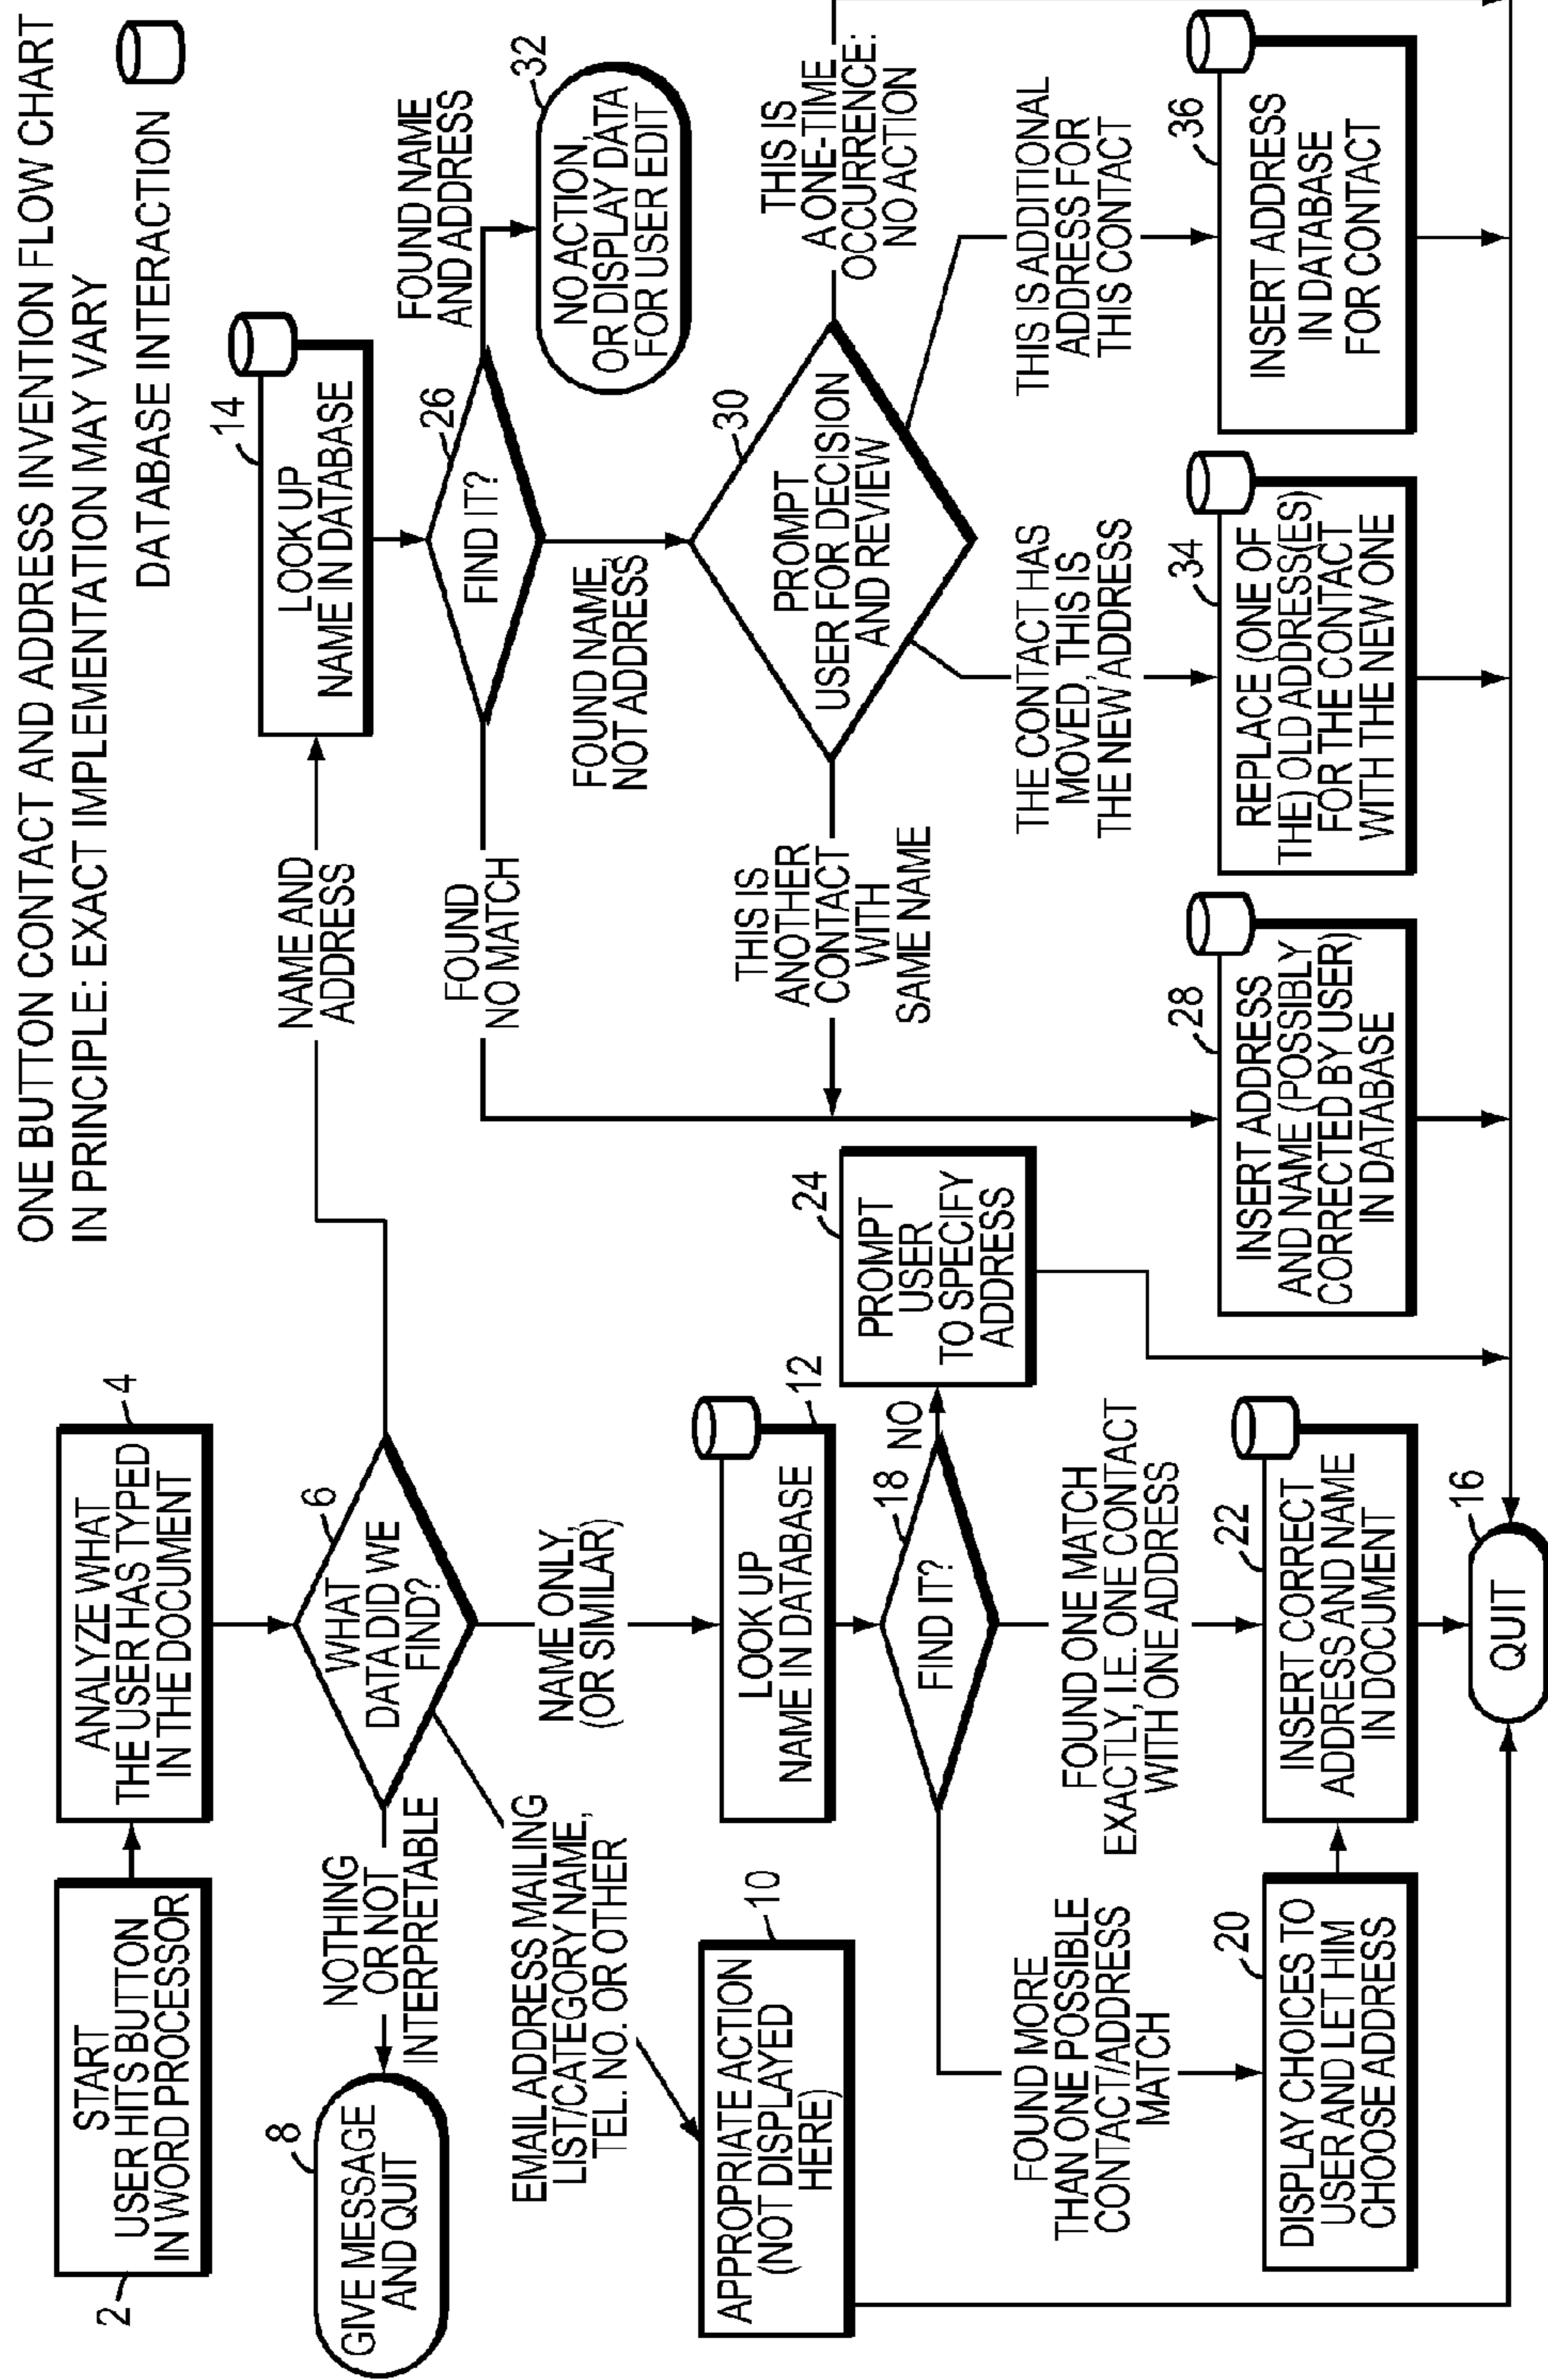 ONE BUTTON CONTACT AND ADDRESS INVENTION FLOW CHART
IN PRINCIPLE: EXACT IMPLEMENTATION MAY VARY
DATABASE INTERACTION
2
START
USER HITS BUTTON
IN WORD PROCESSOR
4
ANALYZE WHAT
THE USER HAS TYPED
IN THE DOCUMENT
6
WHAT
DATA DID WE
FIND?
NOTHING
OR NOT
INTERPRETABLE
8
GIVE MESSAGE
AND QUIT
EMAIL ADDRESS MAILING
LIST/CATEGORY NAME,
TEL. NO. OR OTHER
10
APPROPRIATE ACTION
(NOT DISPLAYED
HERE)
NAME ONLY,
(OR SIMILAR)
12
LOOK UP
NAME IN DATABASE
18
FIND IT?
NO
24
PROMPT
USER
TO SPECIFY
ADDRESS
FOUND MORE
THAN ONE POSSIBLE
CONTACT/ADDRESS
MATCH
20
DISPLAY CHOICES TO
USER AND LET HIM
CHOOSE ADDRESS
FOUND ONE MATCH
EXACTLY, I.E. ONE CONTACT
WITH ONE ADDRESS
22
INSERT CORRECT
ADDRESS AND NAME
IN DOCUMENT
16
QUIT
NAME AND
ADDRESS
14
LOOK UP
NAME IN DATABASE
26
FIND IT?
FOUND NAME
AND ADDRESS
32
NO ACTION,
OR DISPLAY DATA
FOR USER EDIT
FOUND
NO MATCH
FOUND NAME,
NOT ADDRESS
30
PROMPT
USER FOR DECISION
AND REVIEW
THIS IS
ANOTHER
CONTACT
WITH
SAME NAME
THE CONTACT HAS
MOVED, THIS IS
THE NEW ADDRESS
THIS IS ADDITIONAL
ADDRESS FOR
THIS CONTACT
THIS IS
A ONE-TIME
OCCURRENCE:
NO ACTION
28
INSERT ADDRESS
AND NAME (POSSIBLY
CORRECTED BY USER)
IN DATABASE
34
REPLACE (ONE OF
THE) OLD ADDRESS(ES)
FOR THE CONTACT
WITH THE NEW ONE
36
INSERT ADDRESS
IN DATABASE
FOR CONTACT